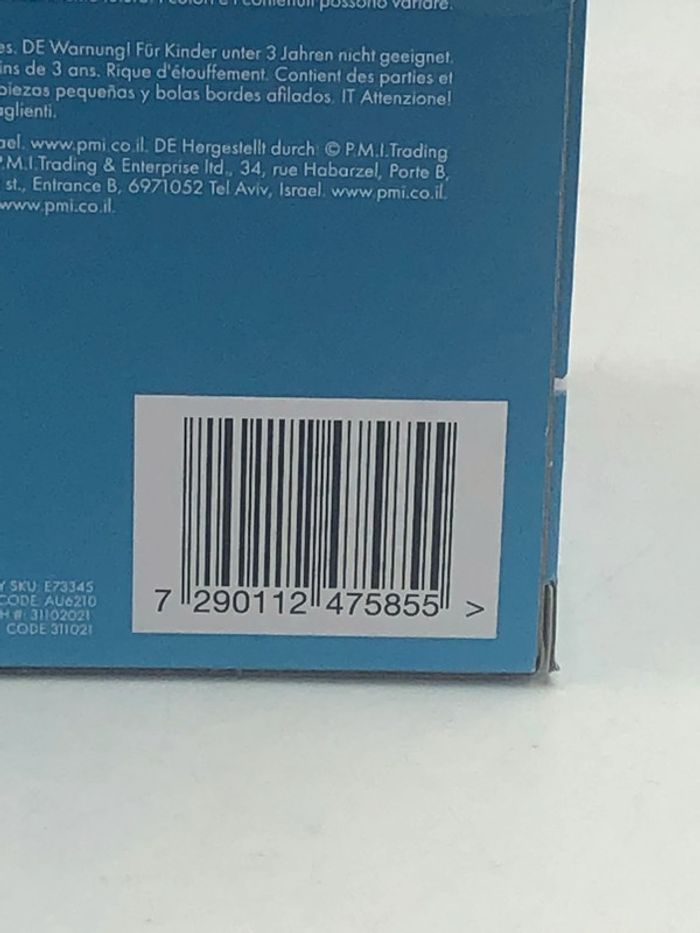 contenuti possono variare.
es. DE Warnung! Für Kinder unter 3 Jahren nicht geeignet.
ins de 3 ans. Rique d'étouffement. Contient des parties et
piezas pequeñas y bolas bordes afilados. IT Attenzione!
aglienti.
ael. www.pmi.co.il. DE Hergestellt durch: © P.M.I.Trading
P.M.I.Trading & Enterprise ltd., 34, rue Habarzel, Porte B,
st., Entrance B, 6971052 Tel Aviv, Israel. www.pmi.co.il.
www.pmi.co.il.
Y SKU: E73345
CODE: AU6210
H #: 31102021
CODE 311021
7 290112 475855 >